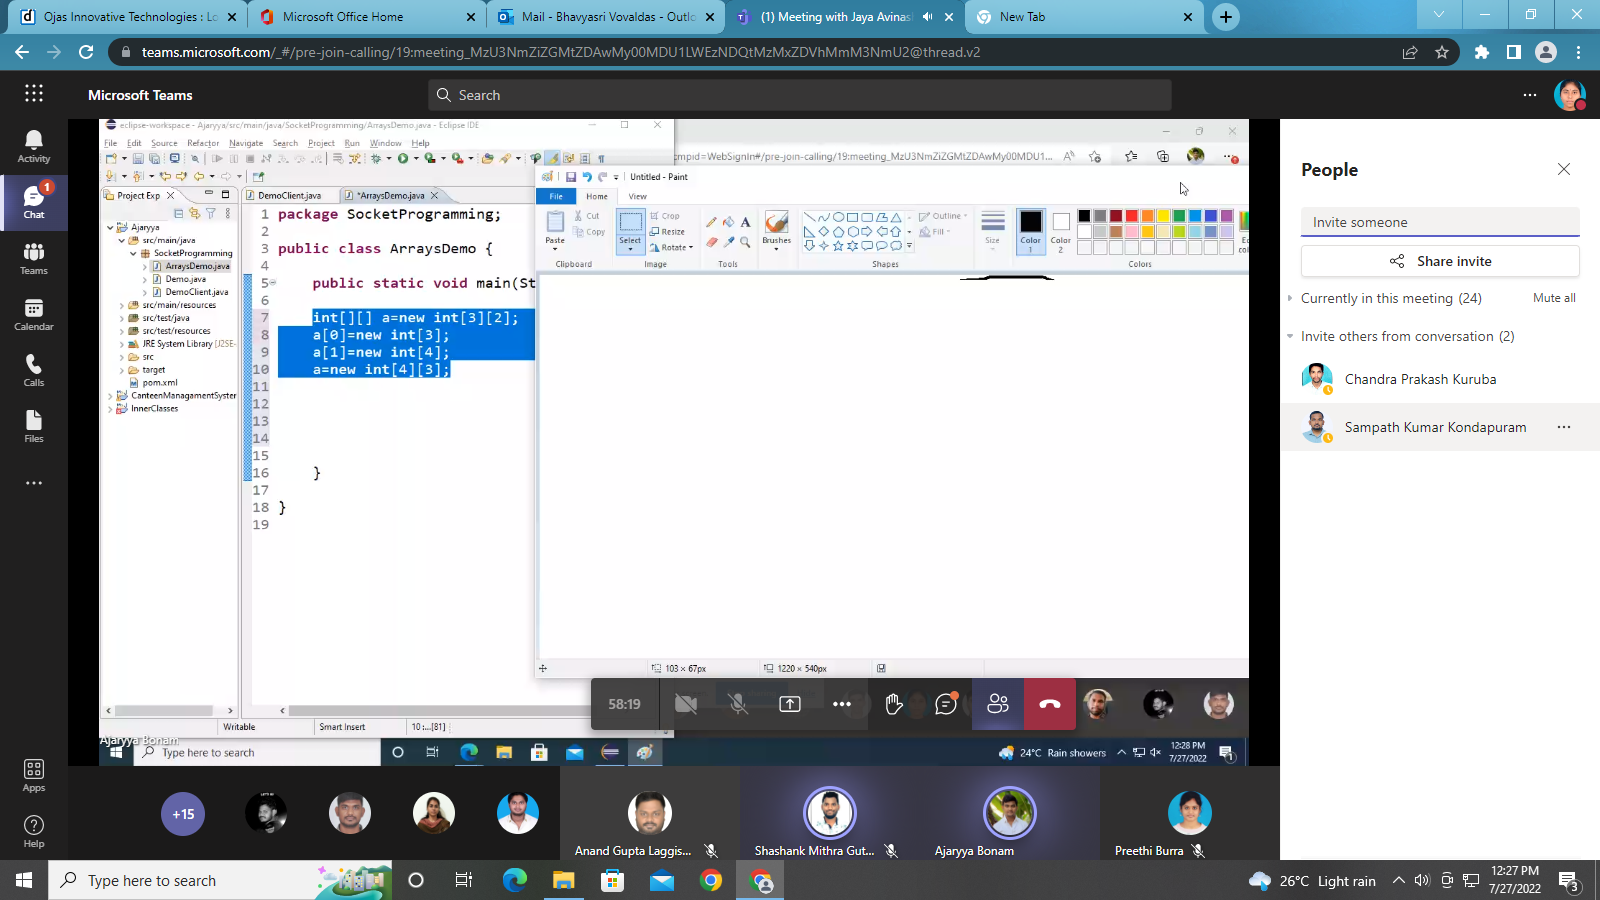 Ojas Innovative Technologies : Lo
Microsoft Office Home
Mail - Bhavyasri Vovaldas - Outlo
(1) Meeting with Jaya Avinas
New Tab
teams.microsoft.com/_#/pre-join-calling/19:meeting_MzU3NmZiZGMtZDAwMy00MDU1LWEzNDQtMzMxZDVhMmM3NmU2@thread.v2
Microsoft Teams
Search
Activity
1
Chat
Teams
Calendar
Calls
Files
Apps
Help
eclipse-workspace - Ajaryya/src/main/java/SocketProgramming/ArraysDemo.java - Eclipse IDE
File Edit Source Refactor Navigate Search Project Run Window Help
Project Exp
DemoClient.java
*ArraysDemo.java
Ajaryya
src/main/java
SocketProgramming
ArraysDemo.java
Demo.java
DemoClient.java
src/main/resources
src/test/java
src/test/resources
JRE System Library [J2SE-
src
target
pom.xml
CanteenManagamentSyster
InnerClasses
1 package SocketProgramming;
2
3 public class ArraysDemo {
4
5 public static void main(St
6
7 int[][] a=new int[3][2];
8 a[0]=new int[3];
9 a[1]=new int[4];
10 a=new int[4][3];
11
12
13
14
15
16 }
17
18 }
19
Writable
Smart Insert
10 :...[81]
cmpid=WebSignIn#/pre-join-calling/19:meeting_MzU3NmZiZGMtZDAwMy00MDU1...
Untitled - Paint
File Home View
Paste
Cut
Copy
Clipboard
Select
Crop
Resize
Rotate
Image
A
Tools
Brushes
Outline
Fill
Shapes
Size
Color
1
Color
2
Colors
103 × 67px
1220 × 540px
58:19
Ajaryya Bonam
Type here to search
24°C Rain showers
12:28 PM
7/27/2022
1
+15
Anand Gupta Laggis...
Shashank Mithra Gut...
Ajaryya Bonam
Preethi Burra
People
Invite someone
Share invite
Currently in this meeting (24)
Mute all
Invite others from conversation (2)
Chandra Prakash Kuruba
Sampath Kumar Kondapuram
Type here to search
26°C Light rain
12:27 PM
7/27/2022
3